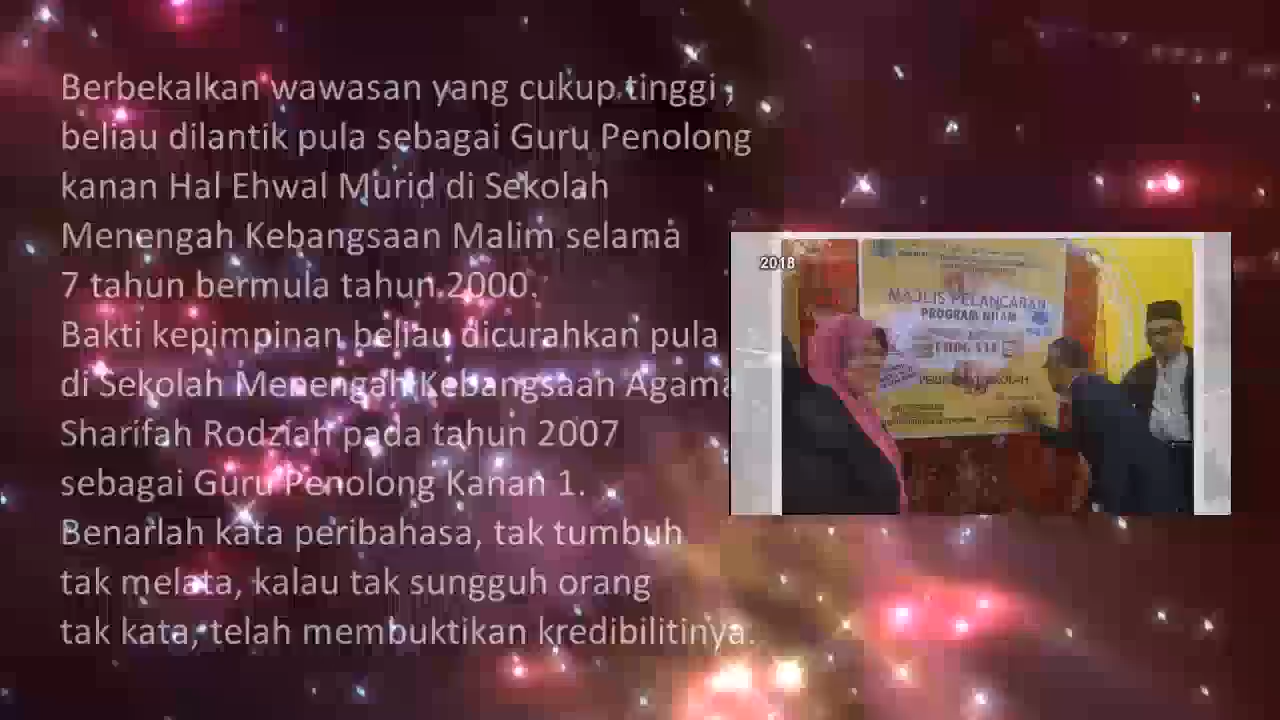 Berbekalkan wawasan yang cukup tinggi ,
beliau dilantik pula sebagai Guru Penolong
kanan Hal Ehwal Murid di Sekolah
Menengah Kebangsaan Malim selama
7 tahun bermula tahun 2000.
Bakti kepimpinan beliau dicurahkan pula
di Sekolah Menengah Kebangsaan Agama
Sharifah Rodziah pada tahun 2007
sebagai Guru Penolong Kanan 1.
Benarlah kata peribahasa, tak tumbuh
tak melata, kalau tak sungguh orang
tak kata, telah membuktikan kredibilitinya.
2018
MAJLIS PELANCARAN
PROGRAM NILAM